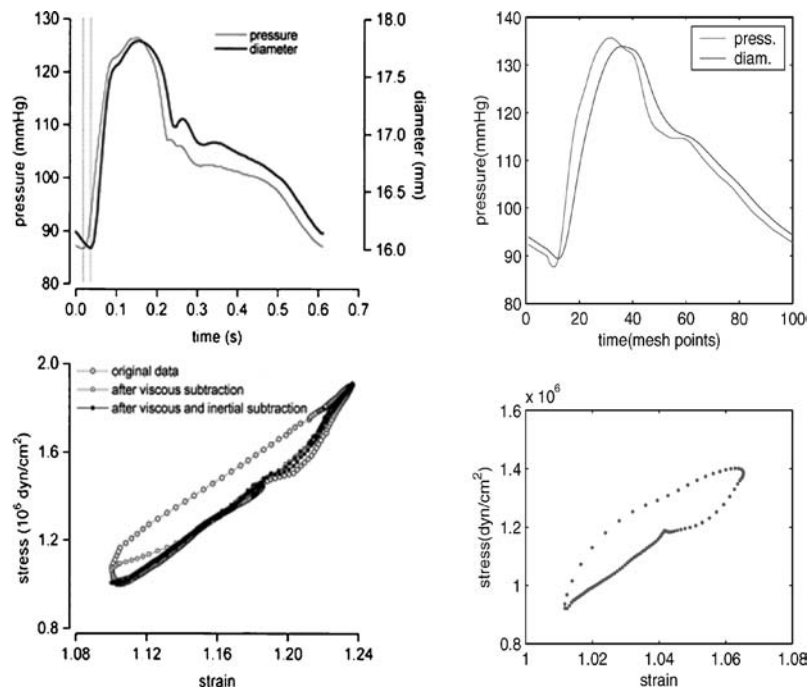 130
120
110
100
90
80
pressure (mmHg)
pressure
diameter
18.0
17.5
17.0
16.5
16.0
diameter (mm)
0.0 0.1 0.2 0.3 0.4 0.5 0.6 0.7
time (s)
140
130
120
110
100
90
80
pressure(mmHg)
press.
diam.
0 20 40 60 80 100
time(mesh points)
2.0
1.6
1.2
0.8
stress (10⁶ dyn/cm²)
original data
after viscous subtraction
after viscous and inertial subtraction
1.08 1.12 1.16 1.20 1.24
strain
× 10⁶
1.6
1.4
1.2
1
0.8
stress(dyn/cm²)
1 1.02 1.04 1.06 1.08
strain